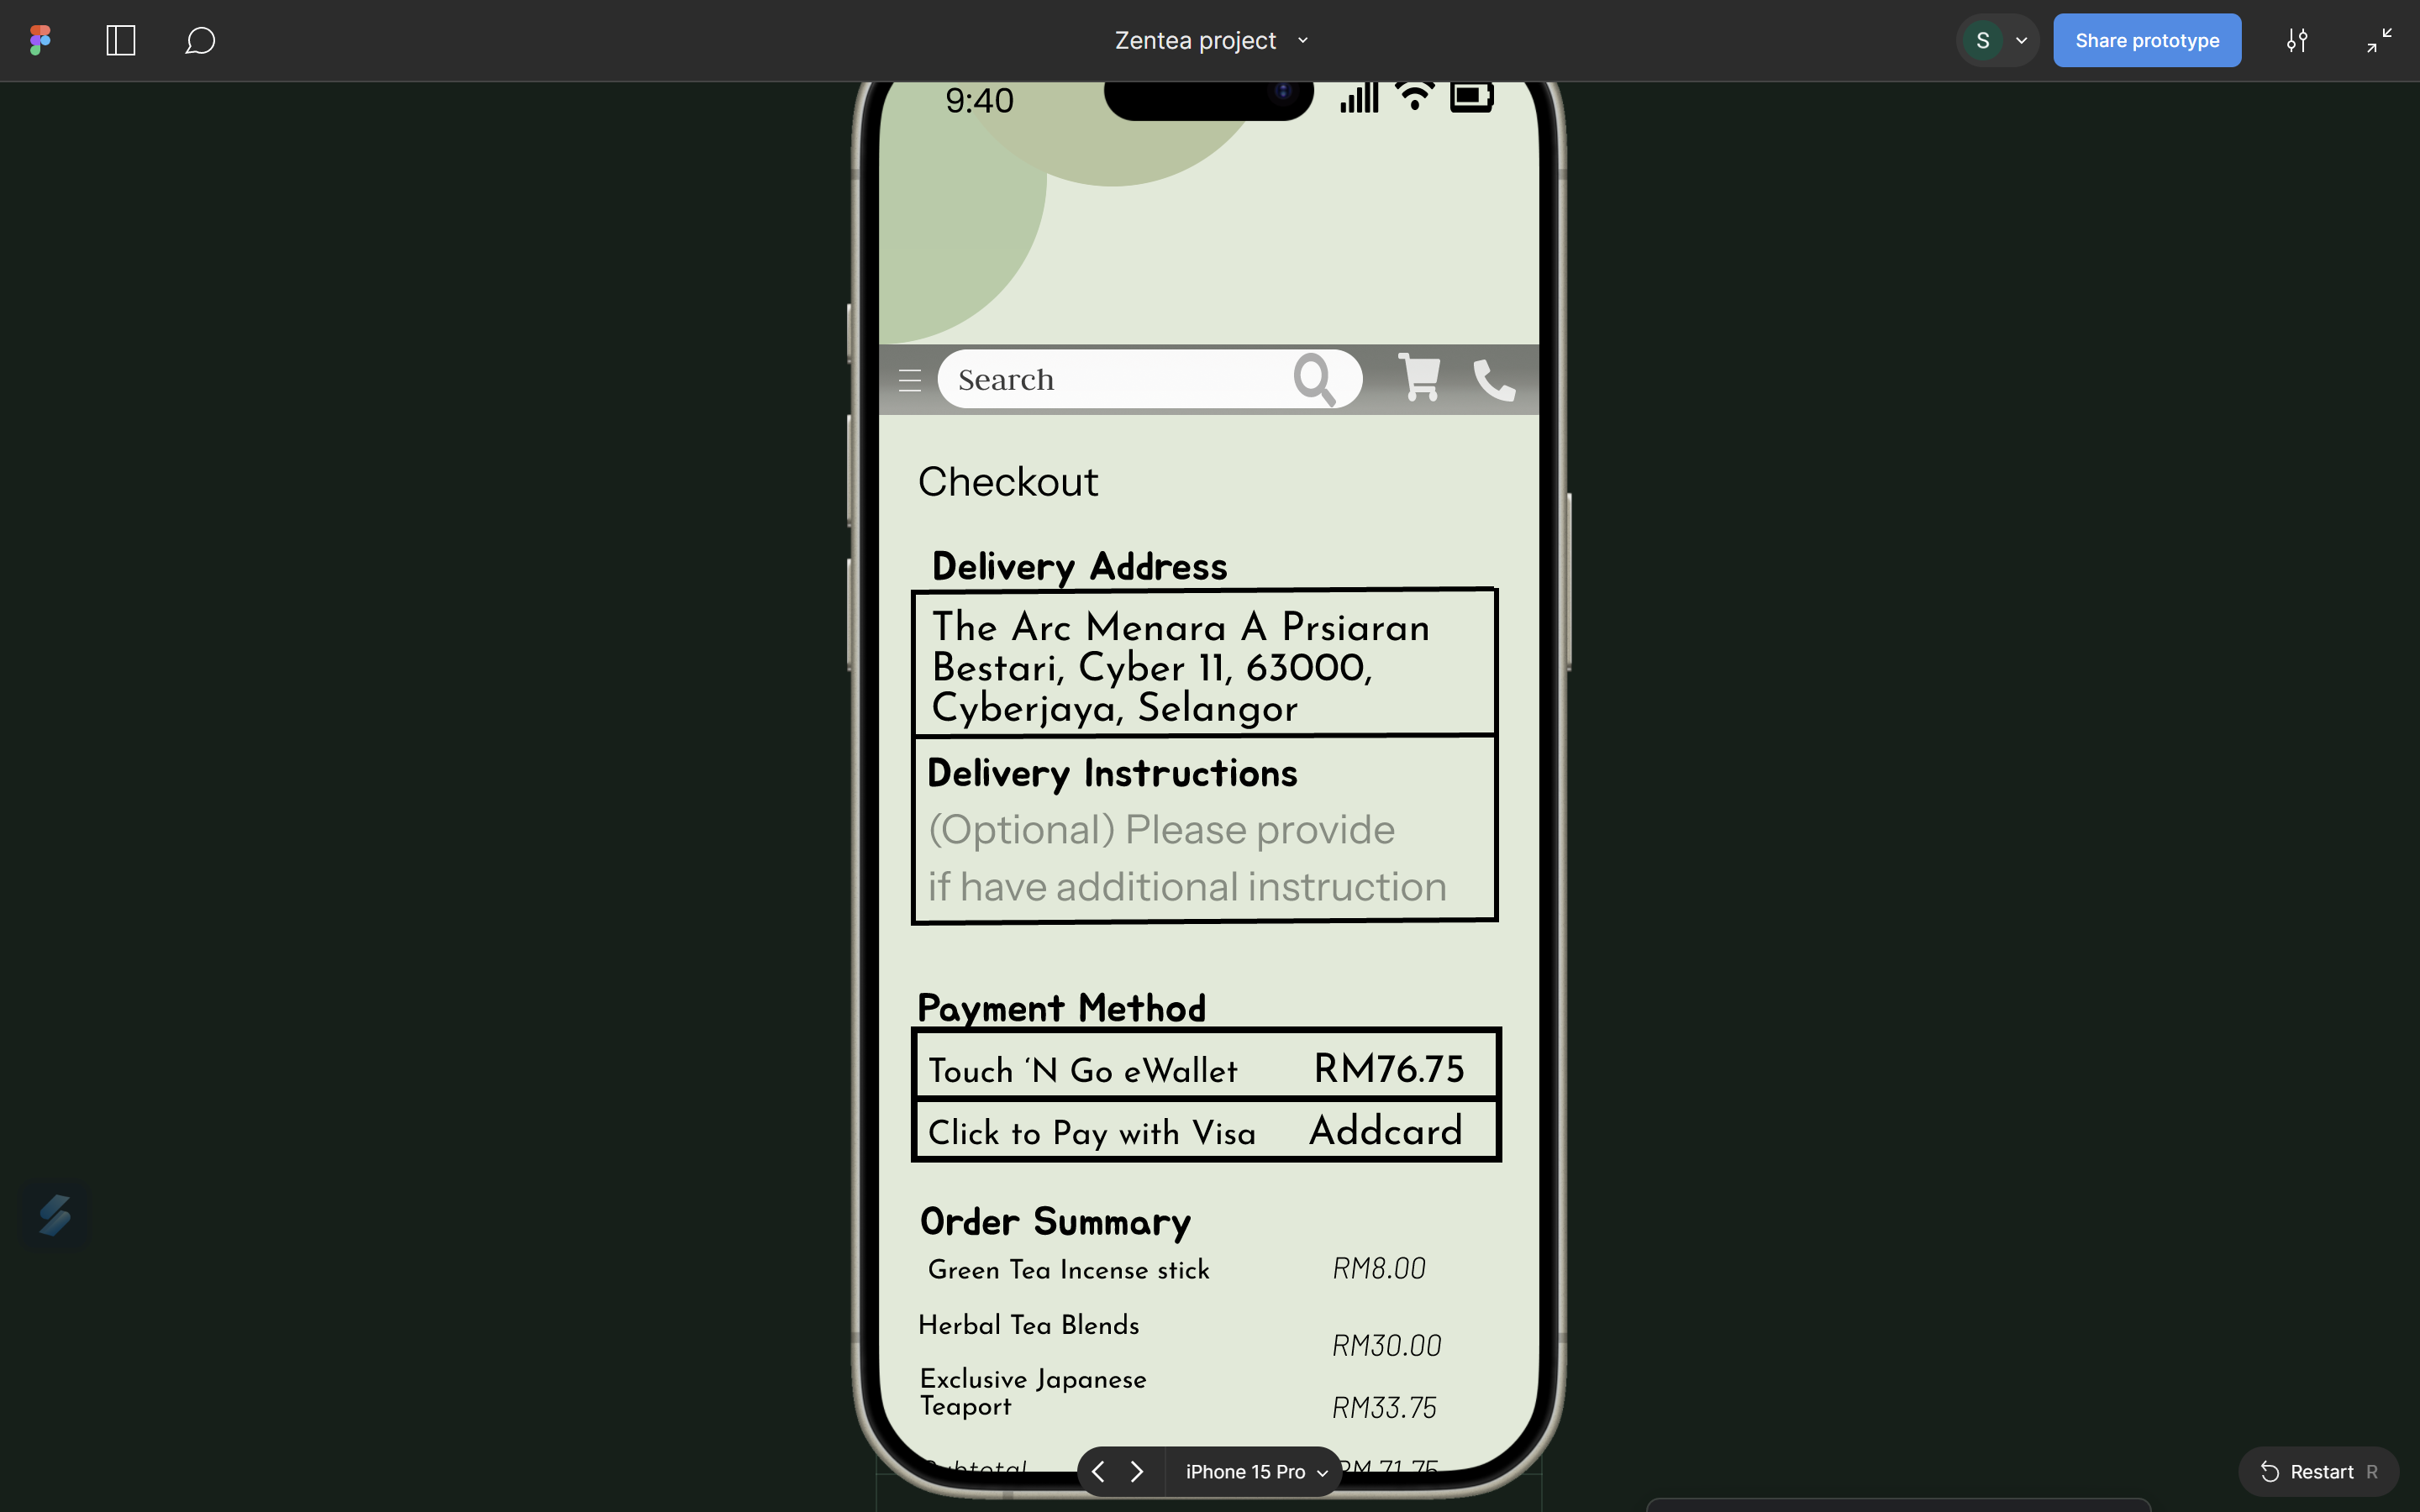 Zentea project
S
Share prototype
9:40
Search
Checkout
Delivery Address
The Arc Menara A Prsiaran
Bestari, Cyber 11, 63000,
Cyberjaya, Selangor
Delivery Instructions
(Optional) Please provide
if have additional instruction
Payment Method
Touch ‘N Go eWallet RM76.75
Click to Pay with Visa Addcard
Order Summary
Green Tea Incense stick RM8.00
Herbal Tea Blends RM30.00
Exclusive Japanese
Teaport RM33.75
Subtotal RM 71.75
iPhone 15 Pro
Restart R